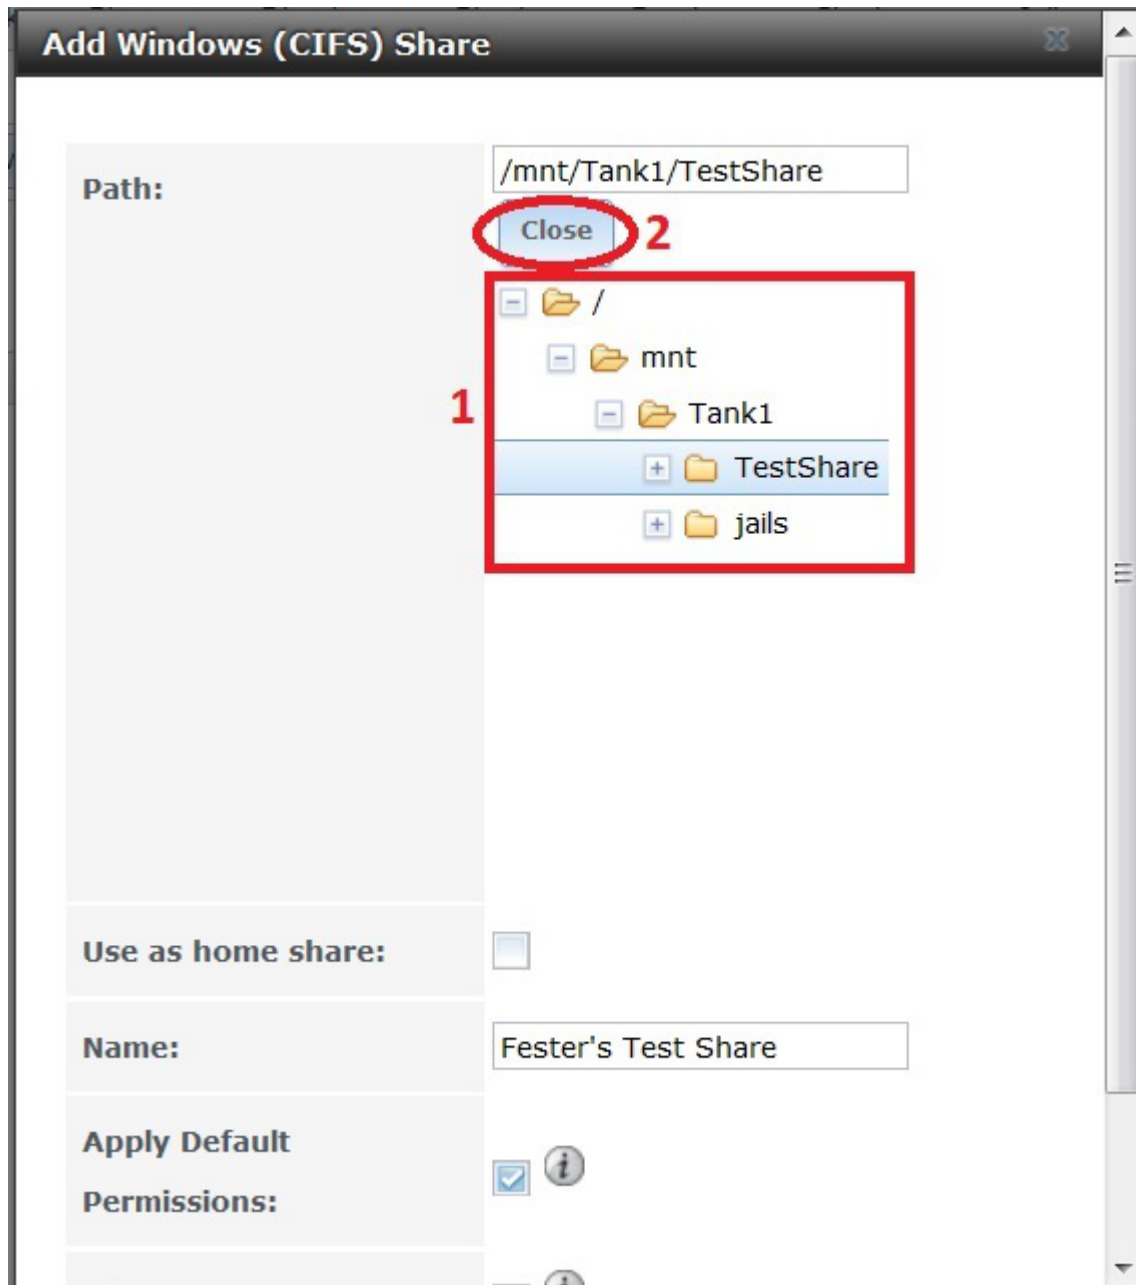 Add Windows (CIFS) Share
Path:
/mnt/Tank1/TestShare
Close 2
/
mnt
1
Tank1
TestShare
jails
Use as home share:
Name:
Fester's Test Share
Apply Default
Permissions: